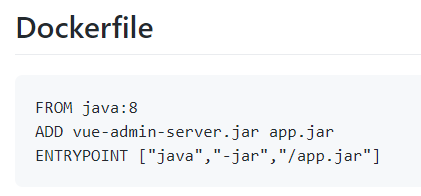 Dockerfile
FROM java:8
ADD vue-admin-server.jar app.jar
ENTRYPOINT ["java","-jar","/app.jar"]